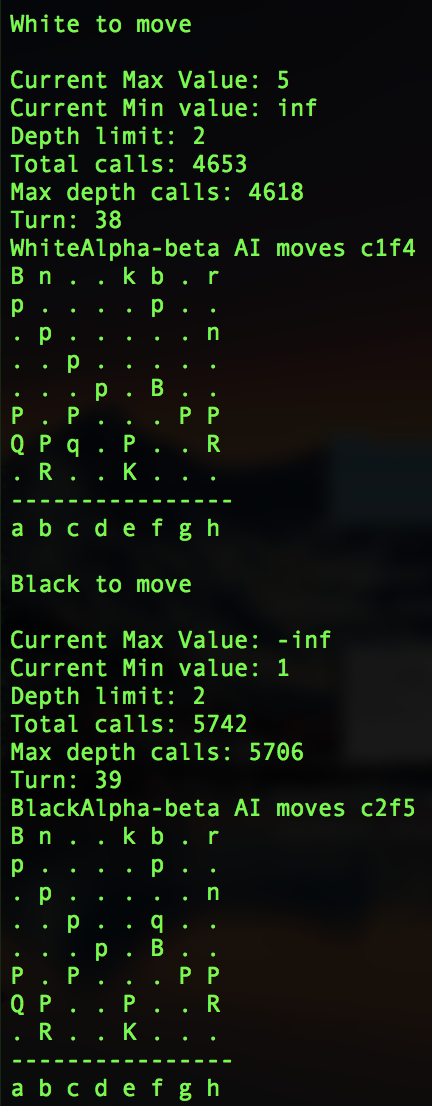 White to move
Current Max Value: 5
Current Min value: inf
Depth limit: 2
Total calls: 4653
Max depth calls: 4618
Turn: 38
WhiteAlpha-beta AI moves c1f4
B n . . k b . r
p . . . . p . .
. p . . . . . n
. . p . . . . .
. . . p . B . .
P . P . . . P P
Q P q . P . . R
. R . . K . . .
----------------
a b c d e f g h
Black to move
Current Max Value: -inf
Current Min value: 1
Depth limit: 2
Total calls: 5742
Max depth calls: 5706
Turn: 39
BlackAlpha-beta AI moves c2f5
B n . . k b . r
p . . . . p . .
. p . . . . . n
. . p . . q . .
. . . p . B . .
P . P . . . P P
Q P . . P . . R
. R . . K . . .
----------------
a b c d e f g h